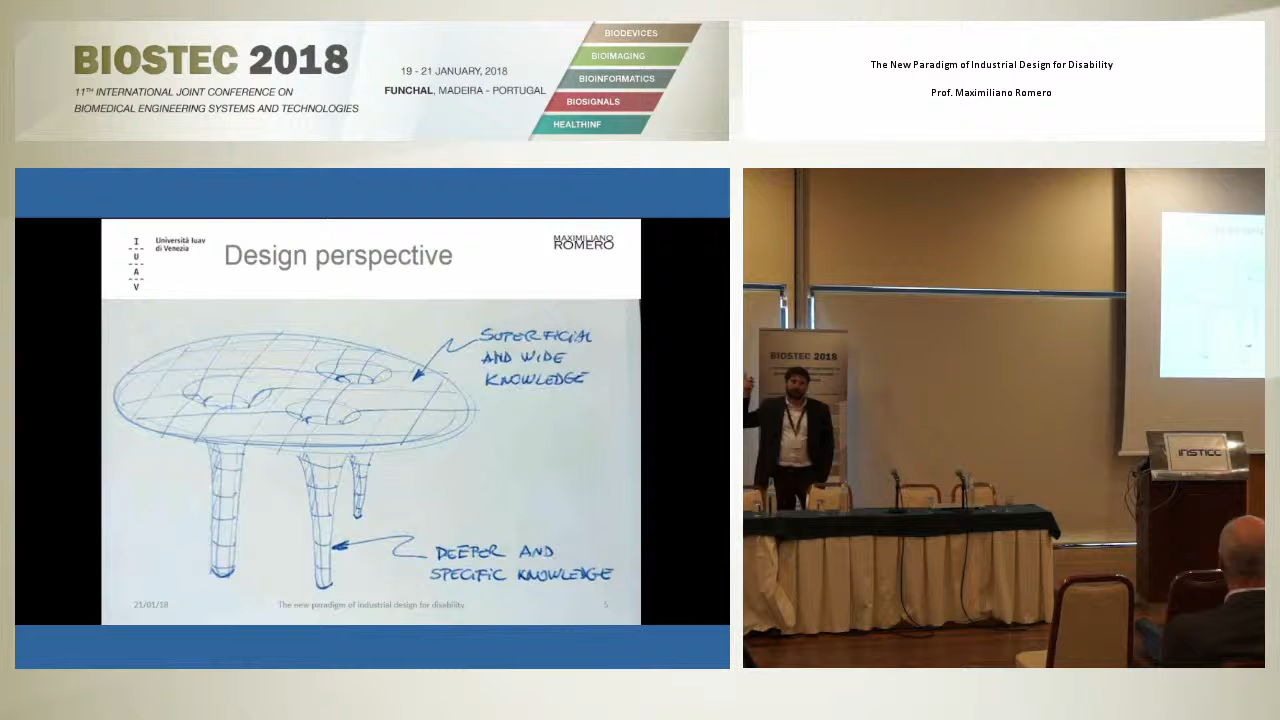 BIOSTEC 2018
11TH INTERNATIONAL JOINT CONFERENCE ON
BIOMEDICAL ENGINEERING SYSTEMS AND TECHNOLOGIES
19 - 21 JANUARY, 2018
FUNCHAL, MADEIRA - PORTUGAL
BIODEVICES
BIOIMAGING
BIOINFORMATICS
BIOSIGNALS
HEALTHINF
The New Paradigm of Industrial Design for Disability
Prof. Maximiliano Romero
I
U
A
V
Università Iuav
di Venezia
Design perspective
MAXIMILIANO
ROMERO
SUPERFICIAL
AND WIDE
KNOWLEDGE
DEEPER AND
SPECIFIC KNOWLEDGE
21/01/18
The new paradigm of industrial design for disability
5
BIOSTEC 2018
INSTICC